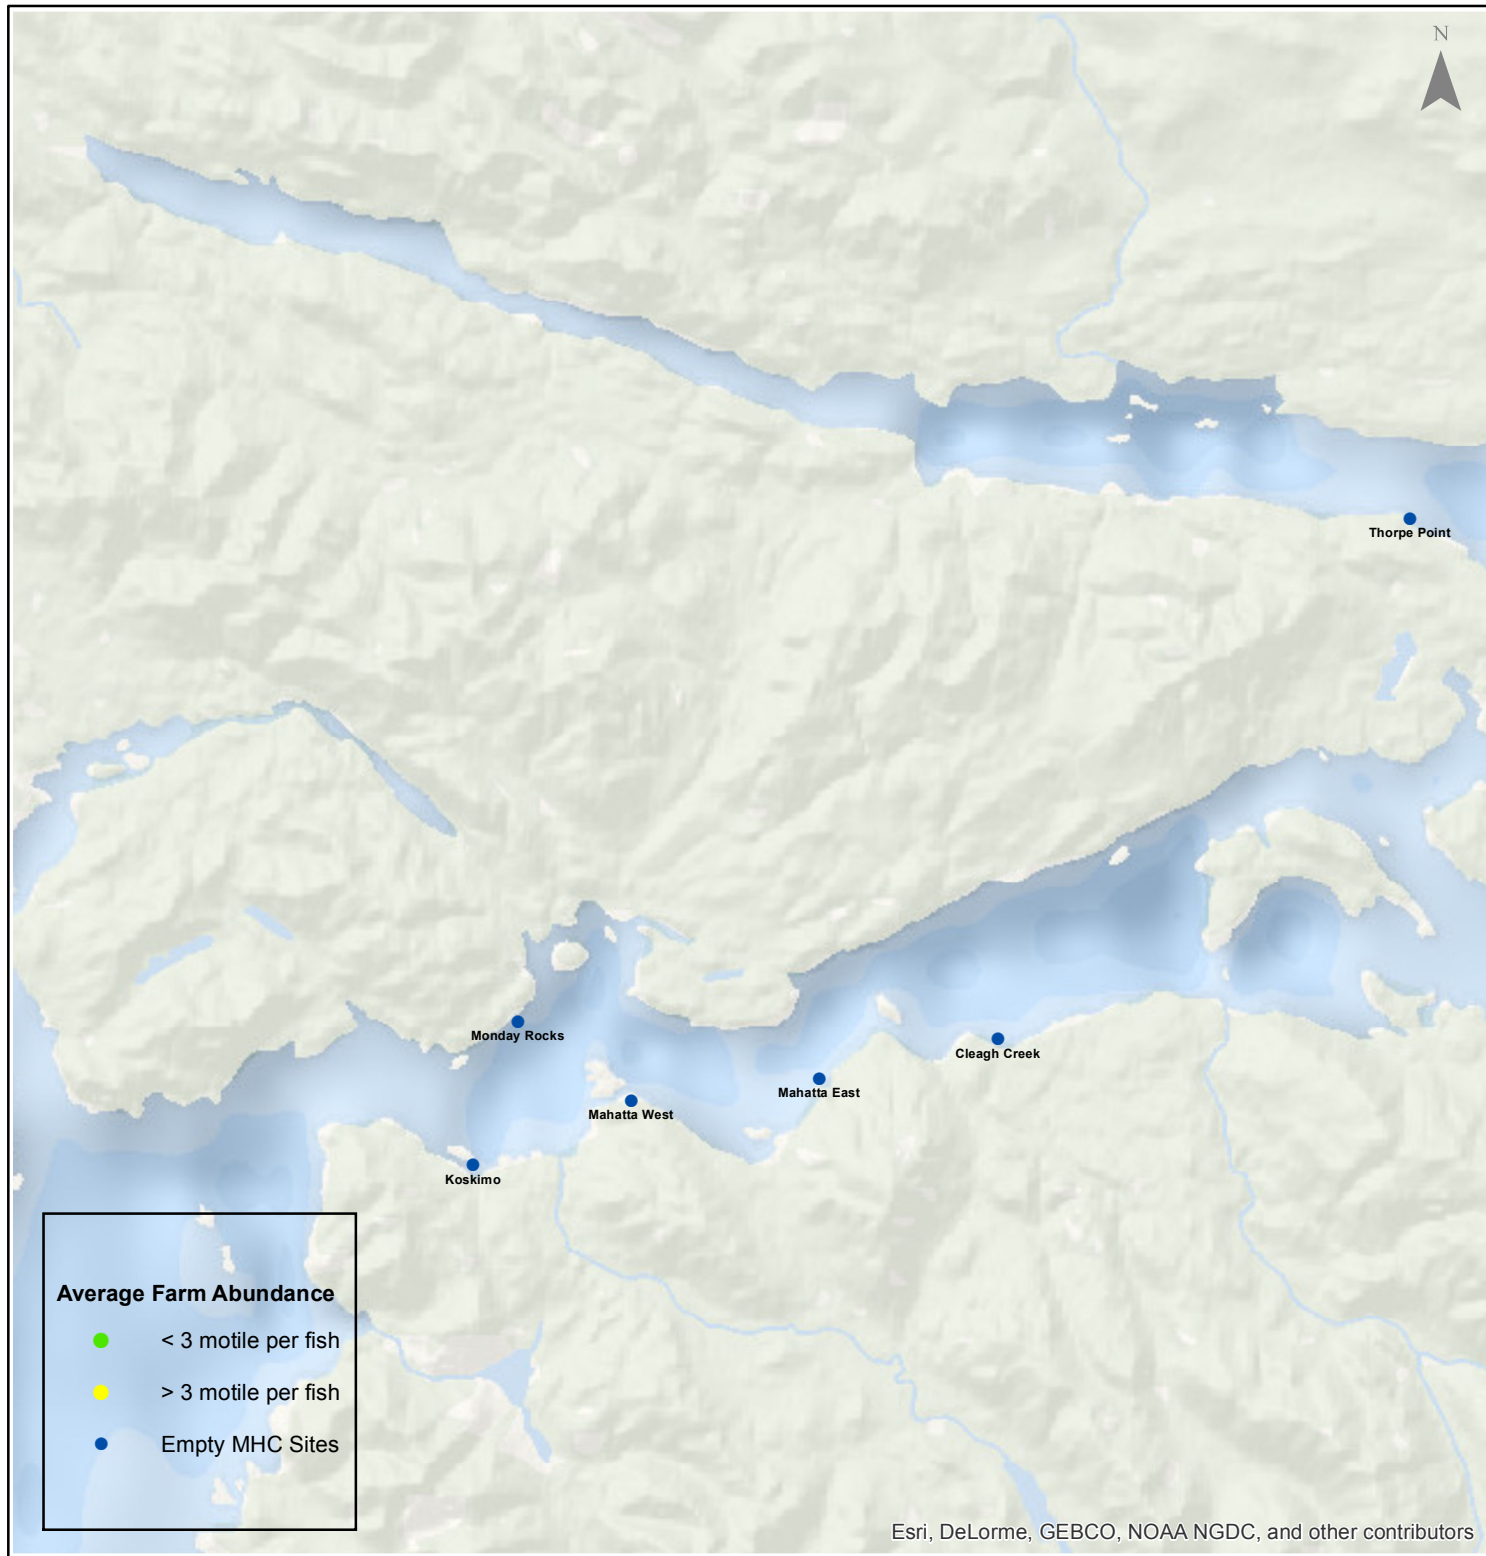 N
Thorpe Point
Monday Rocks
Cleagh Creek
Mahatta East
Mahatta West
Koskimo
Average Farm Abundance
< 3 motile per fish
> 3 motile per fish
Empty MHC Sites
Esri, DeLorme, GEBCO, NOAA NGDC, and other contributors